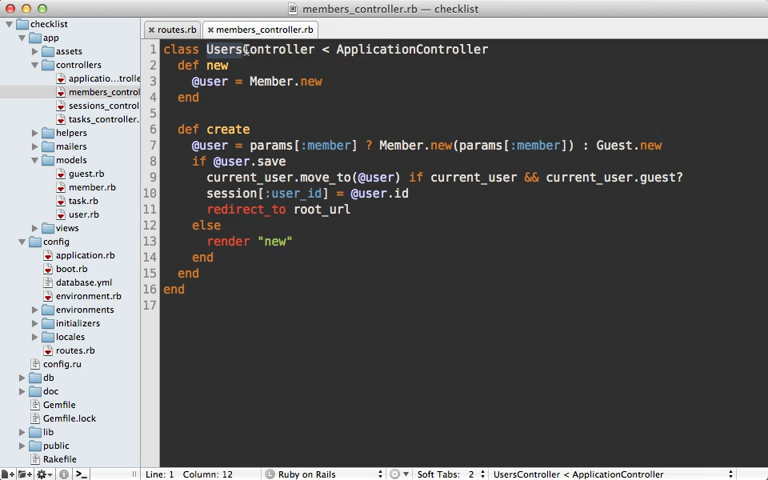 members_controller.rb — checklist
checklist
app
assets
controllers
applicatio...trolle
members_control
sessions_control
tasks_controller.
helpers
mailers
models
guest.rb
member.rb
task.rb
user.rb
views
config
application.rb
boot.rb
database.yml
environment.rb
environments
initializers
locales
routes.rb
config.ru
db
doc
Gemfile
Gemfile.lock
lib
public
Rakefile
routes.rb members_controller.rb
1 class UsersController < ApplicationController
2 def new
3 @user = Member.new
4 end
5
6 def create
7 @user = params[:member] ? Member.new(params[:member]) : Guest.new
8 if @user.save
9 current_user.move_to(@user) if current_user && current_user.guest?
10 session[:user_id] = @user.id
11 redirect_to root_url
12 else
13 render "new"
14 end
15 end
16 end
17
Line: 1 Column: 12 Ruby on Rails Soft Tabs: 2 UsersController < ApplicationController